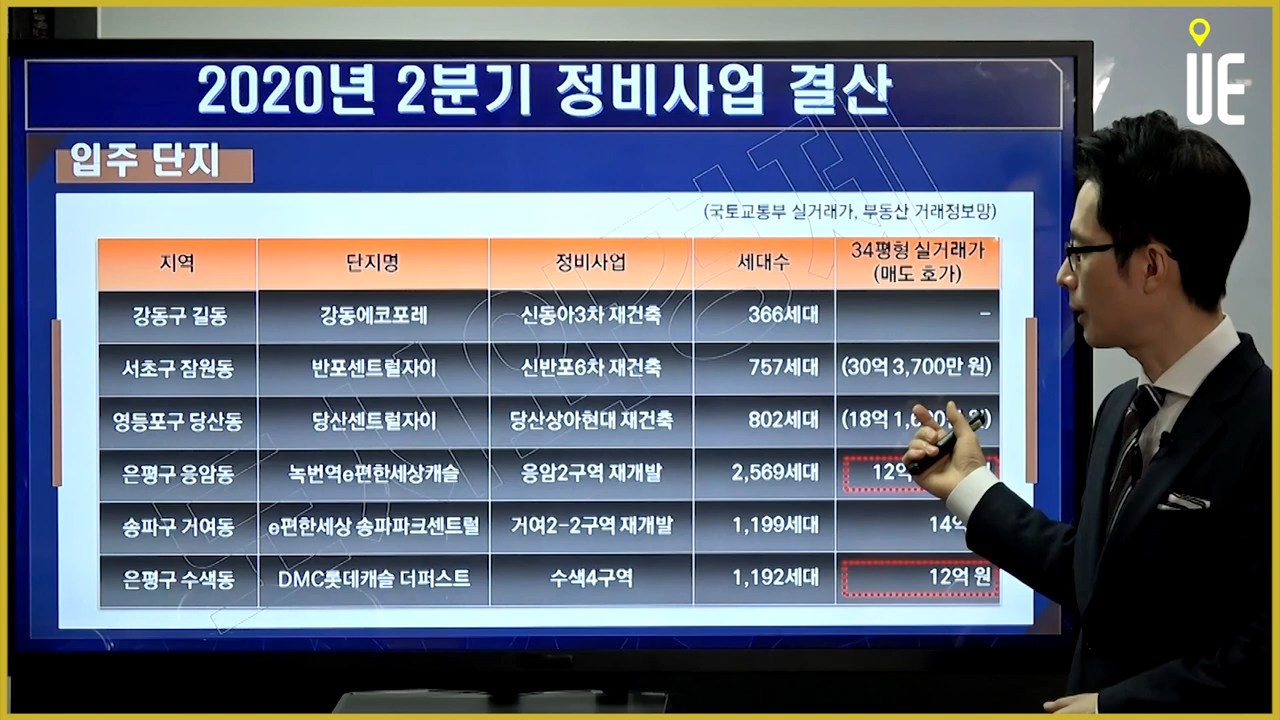 UE
2020년 2분기 정비사업 결산
입주 단지
(국토교통부 실거래가, 부동산 거래정보망)
지역 단지명 정비사업 세대수 34평형 실거래가
(매도 호가)
강동구 길동 강동에코포레 신동아3차 재건축 366세대 -
서초구 잠원동 반포센트럴자이 신반포6차 재건축 757세대 (30억 3,700만 원)
영등포구 당산동 당산센트럴자이 당산상아현대 재건축 802세대 (18억
은평구 응암동 녹번역e편한세상캐슬 응암2구역 재개발 2,569세대 12억
송파구 거여동 e편한세상 송파파크센트럴 거여2-2구역 재개발 1,199세대 14억
은평구 수색동 DMC롯데캐슬 더퍼스트 수색4구역 1,192세대 12억 원